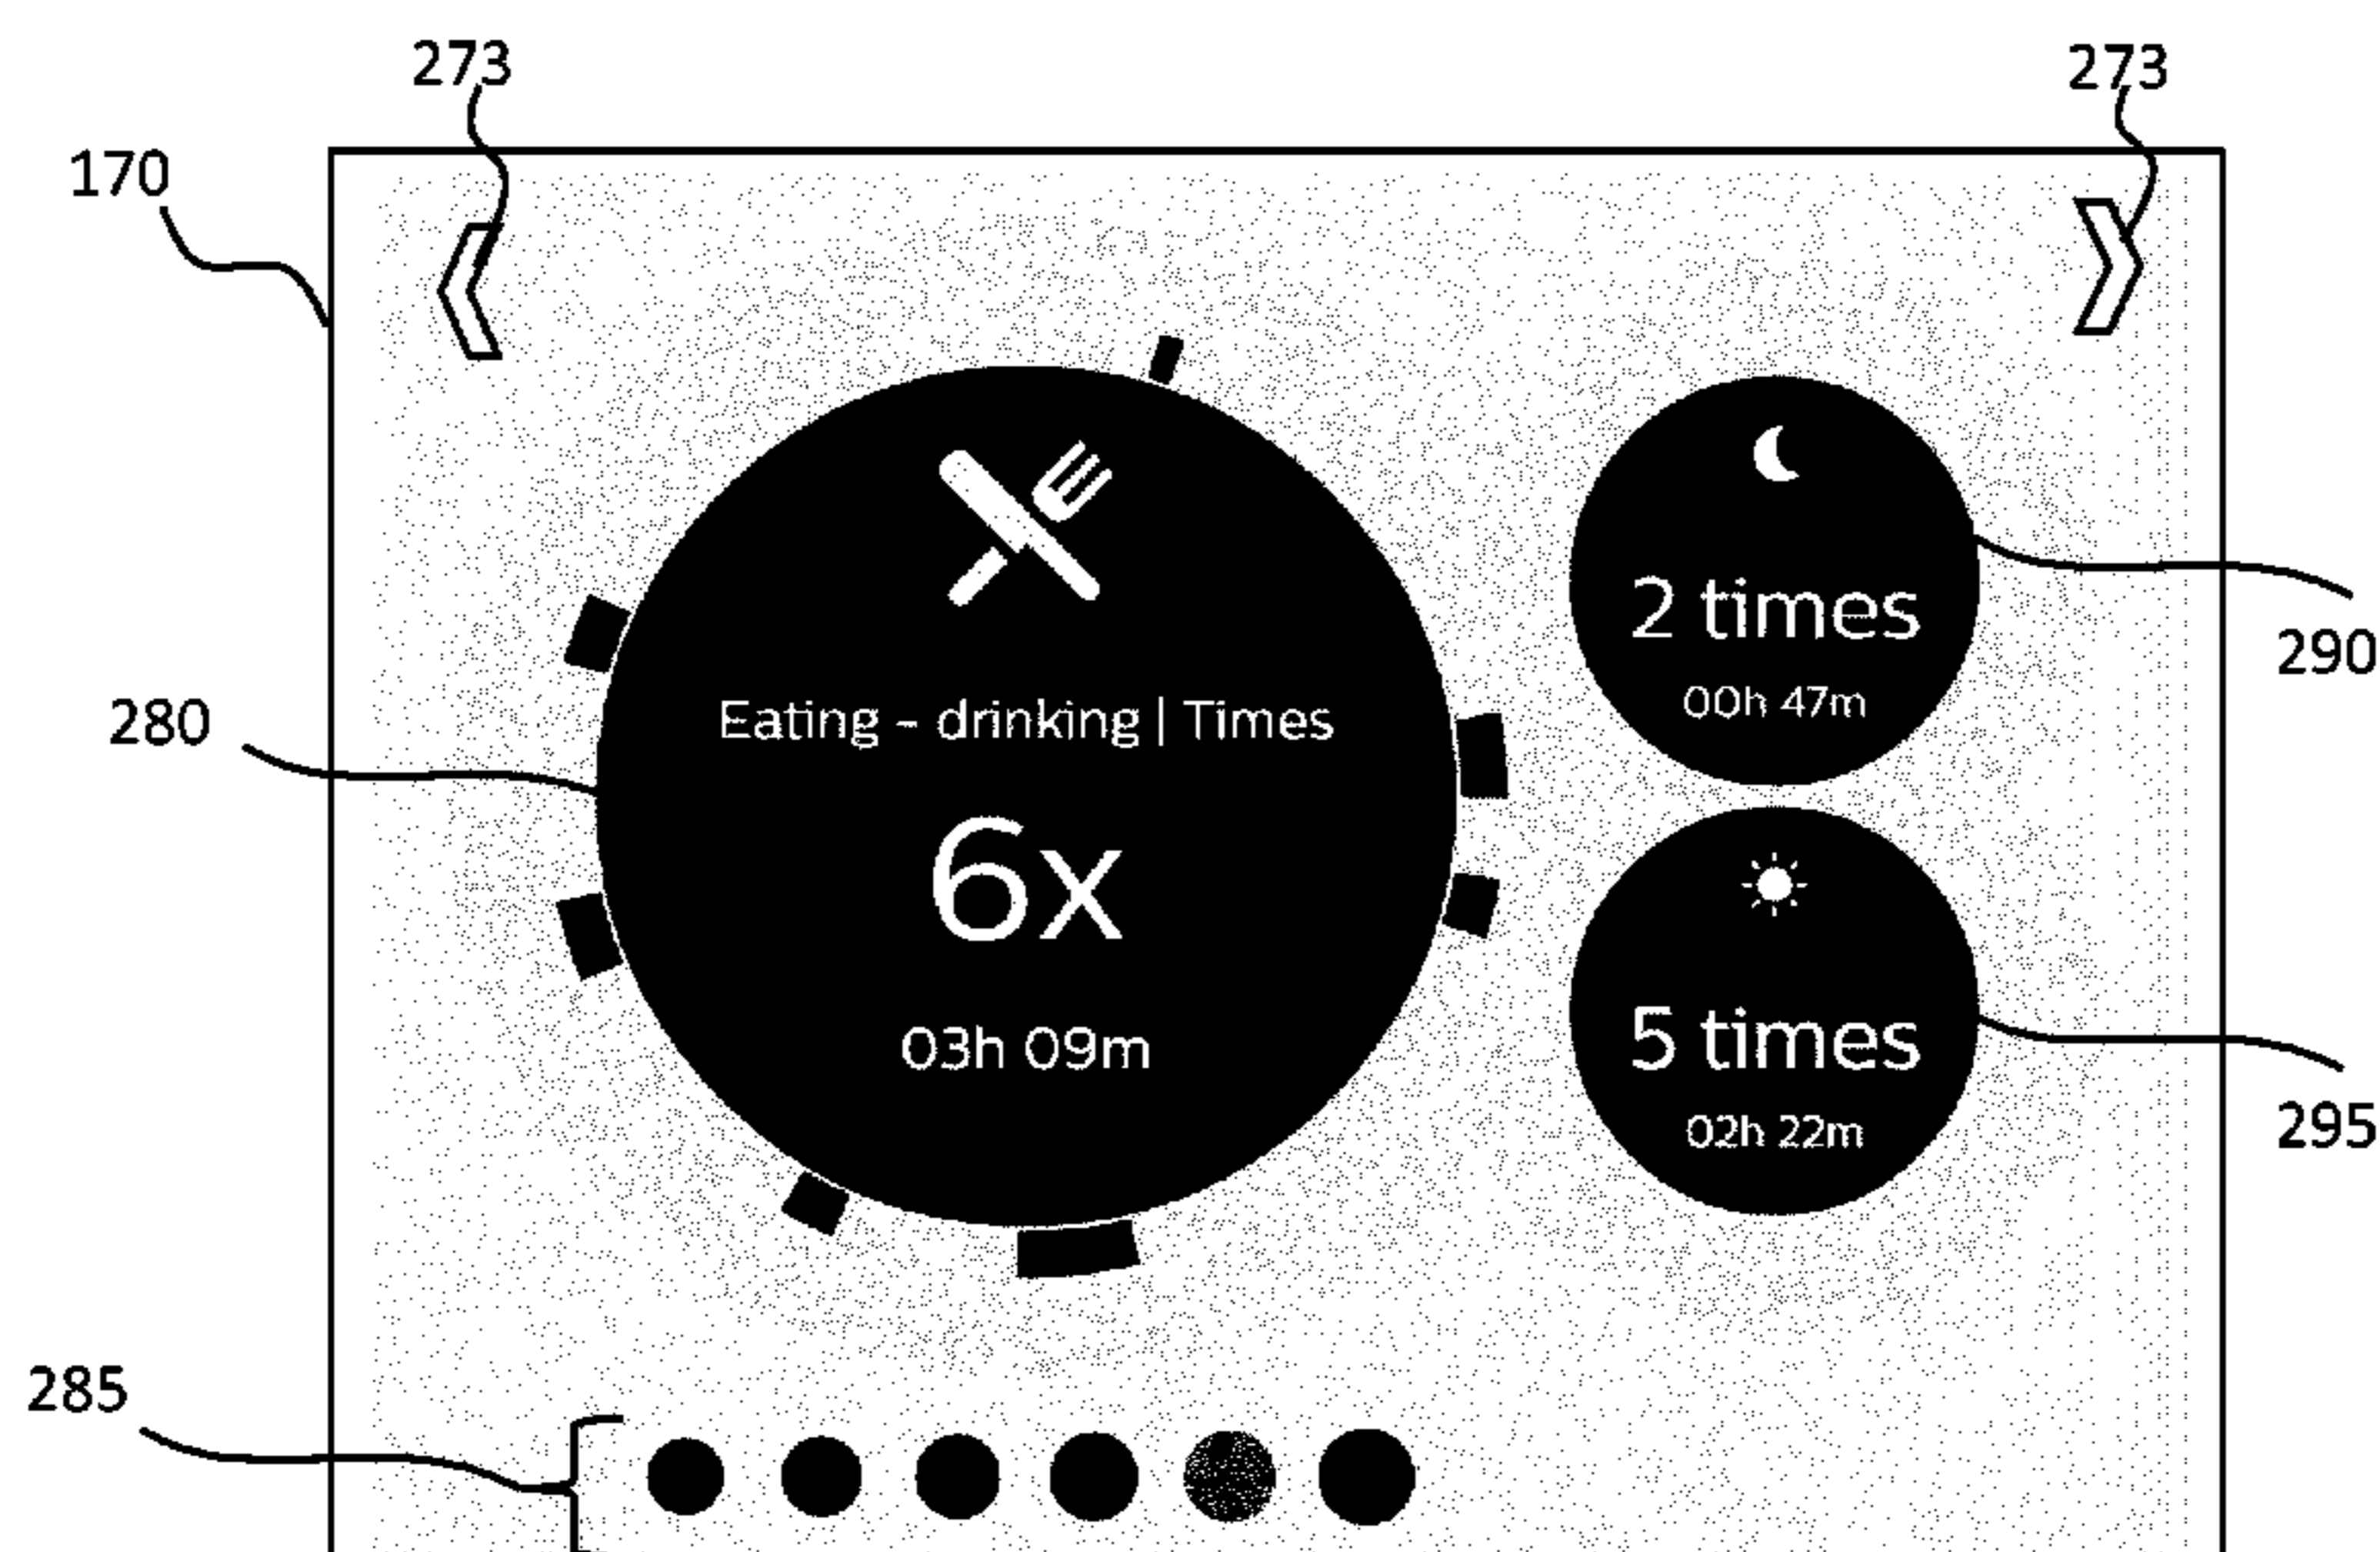 273
273
170
2 times
290
00h 47m
280
Eating - drinking | Times
6x
5 times
03h 09m
295
02h 22m
285